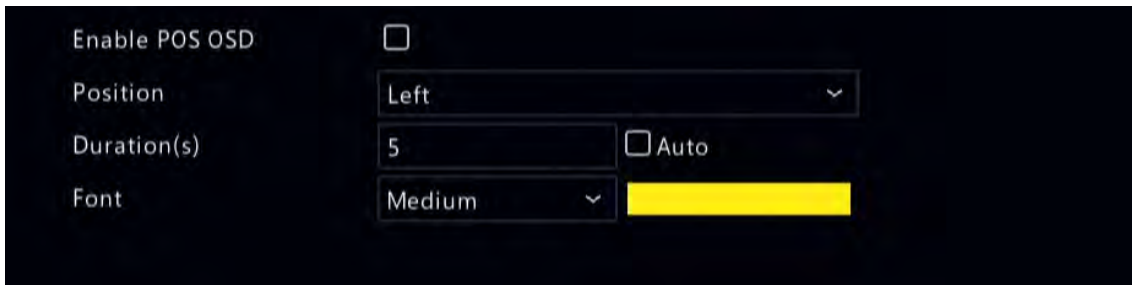 Enable POS OSD
Position Left
Duration(s) 5 Auto
Font Medium